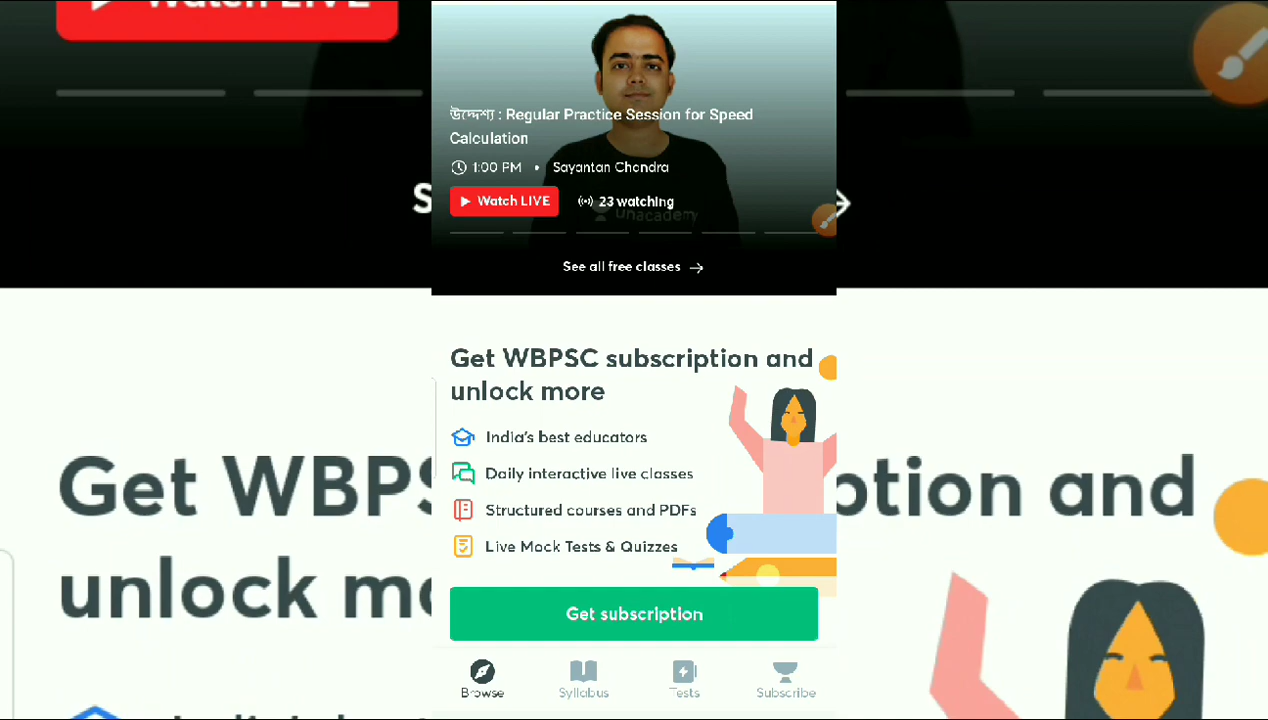 উদ্দেশ্য : Regular Practice Session for Speed
Calculation
1:00 PM • Sayantan Chandra
Watch LIVE
23 watching
unacademy
See all free classes →
Get WBPSC subscription and
unlock more
India's best educators
Daily interactive live classes
Structured courses and PDFs
Live Mock Tests & Quizzes
Get subscription
Browse
Syllabus
Tests
Subscribe